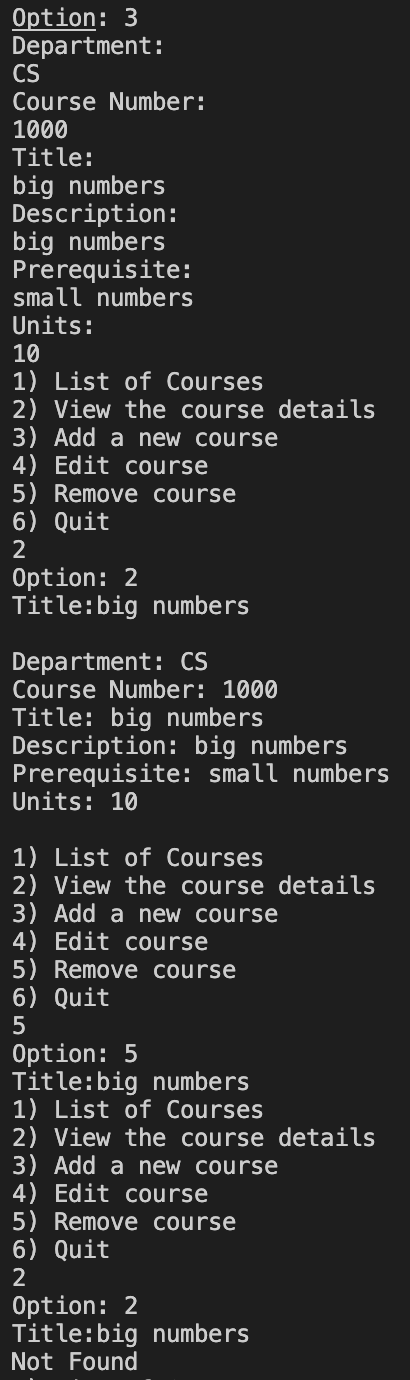 Option: 3
Department:
CS
Course Number:
1000
Title:
big numbers
Description:
big numbers
Prerequisite:
small numbers
Units:
10
1) List of Courses
2) View the course details
3) Add a new course
4) Edit course
5) Remove course
6) Quit
2
Option: 2
Title:big numbers

Department: CS
Course Number: 1000
Title: big numbers
Description: big numbers
Prerequisite: small numbers
Units: 10

1) List of Courses
2) View the course details
3) Add a new course
4) Edit course
5) Remove course
6) Quit
5
Option: 5
Title:big numbers
1) List of Courses
2) View the course details
3) Add a new course
4) Edit course
5) Remove course
6) Quit
2
Option: 2
Title:big numbers
Not Found